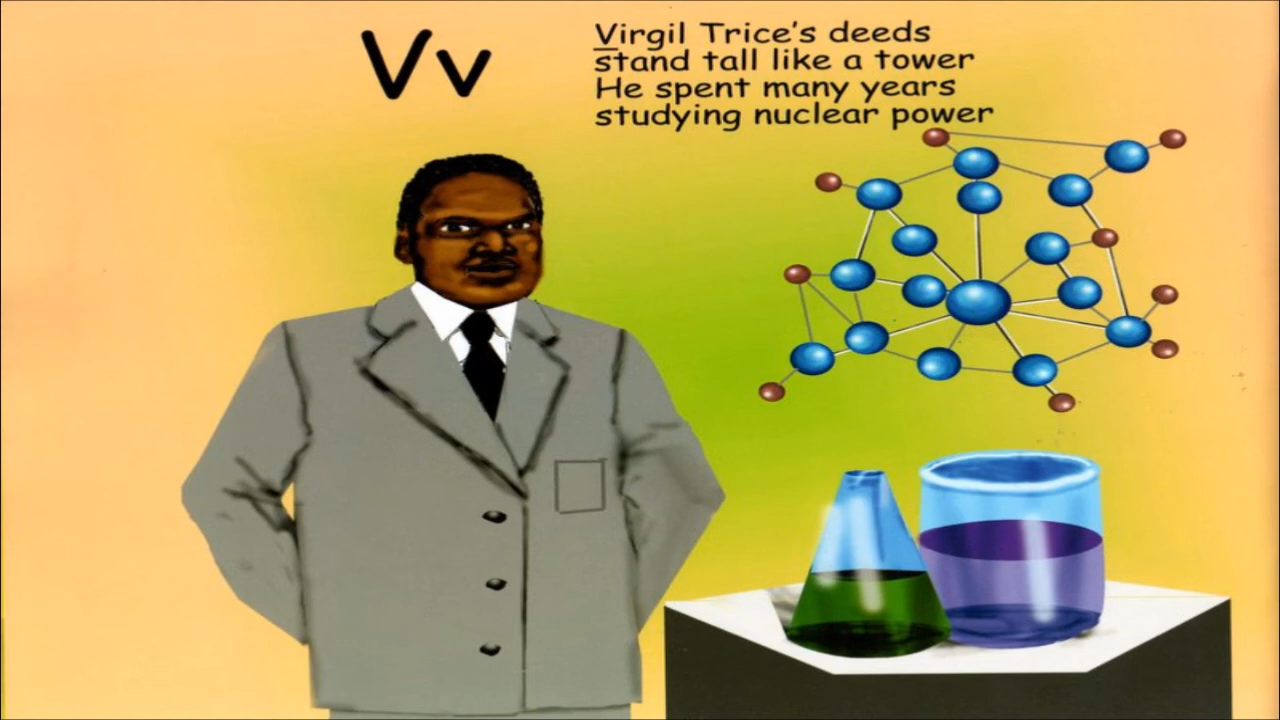 Vv
Virgil Trice's deeds
stand tall like a tower
He spent many years
studying nuclear power